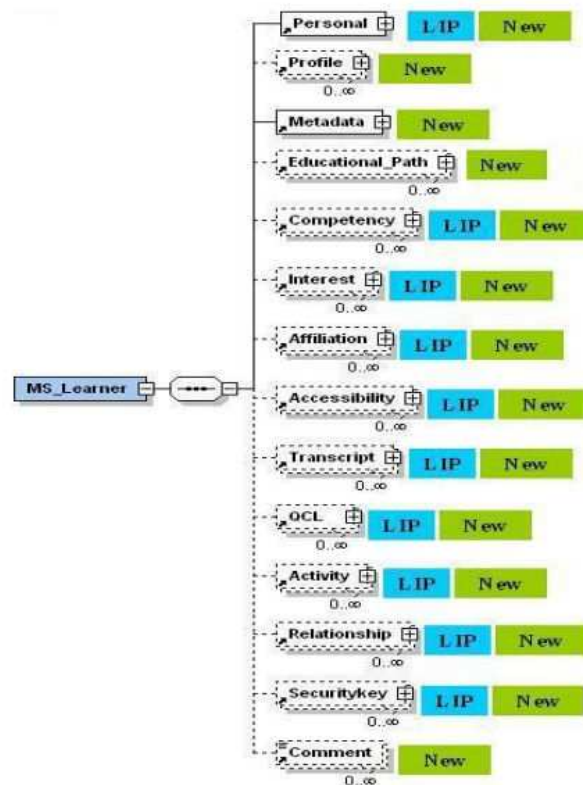 Personal LIP New
Profile New
0..∞
Metadata New
Educational_Path New
0..∞
Competency LIP New
0..∞
Interest LIP New
0..∞
Affiliation LIP New
0..∞
MS_Learner
Accessibility LIP New
0..∞
Transcript LIP New
0..∞
QCL LIP New
0..∞
Activity LIP New
0..∞
Relationship LIP New
0..∞
Securitykey LIP New
0..∞
Comment New
0..∞